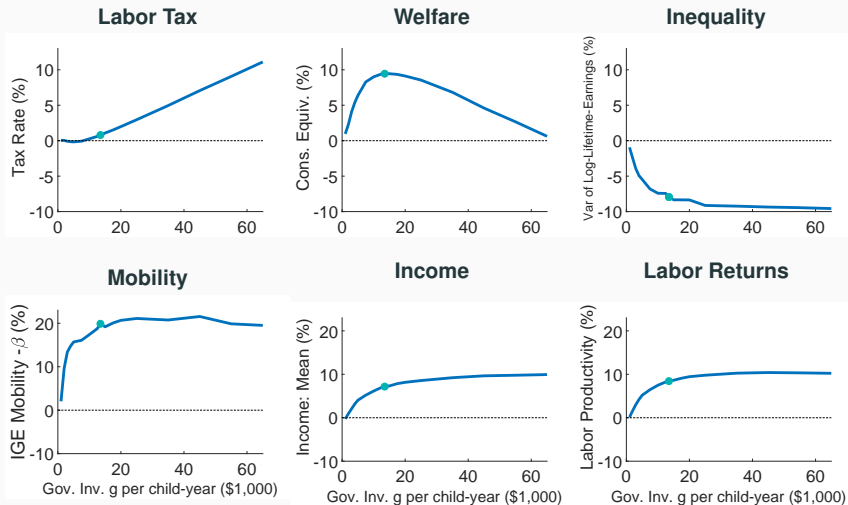 Labor Tax
Tax Rate (%)
10
5
0
-5
-10
0 20 40 60
Welfare
Cons. Equiv. (%)
10
5
0
-5
-10
0 20 40 60
Inequality
Var of Log-Lifetime-Earnings (%)
10
5
0
-5
-10
0 20 40 60
Mobility
IGE Mobility -β (%)
20
10
0
-10
0 20 40 60
Gov. Inv. g per child-year ($1,000)
Income
Income: Mean (%)
20
10
0
-10
0 20 40 60
Gov. Inv. g per child-year ($1,000)
Labor Returns
Labor Productivity (%)
20
10
0
-10
0 20 40 60
Gov. Inv. g per child-year ($1,000)